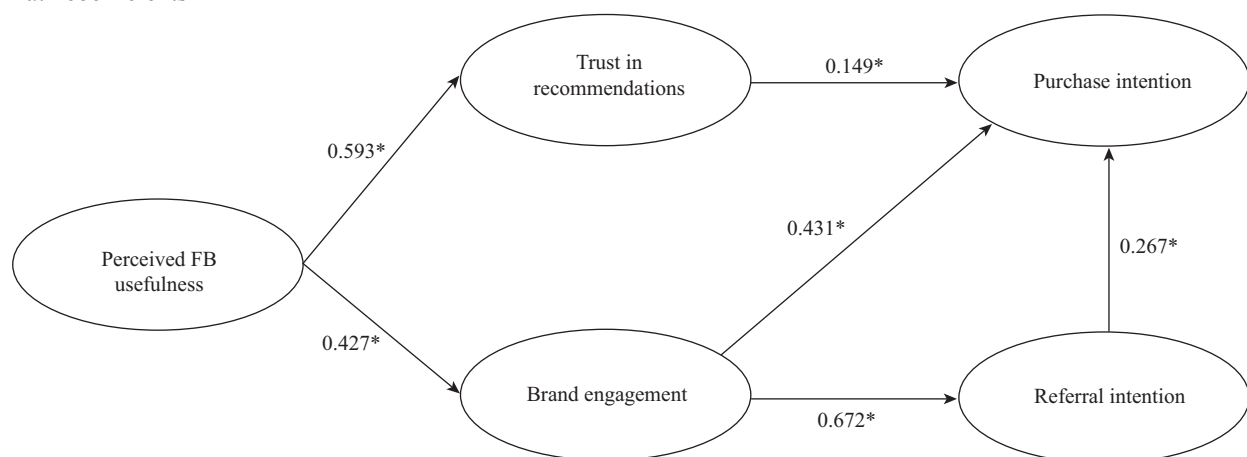 Trust in
recommendations
0.149*
Purchase intention
0.593*
0.431*
0.267*
Perceived FB
usefulness
0.427*
Brand engagement
0.672*
Referral intention